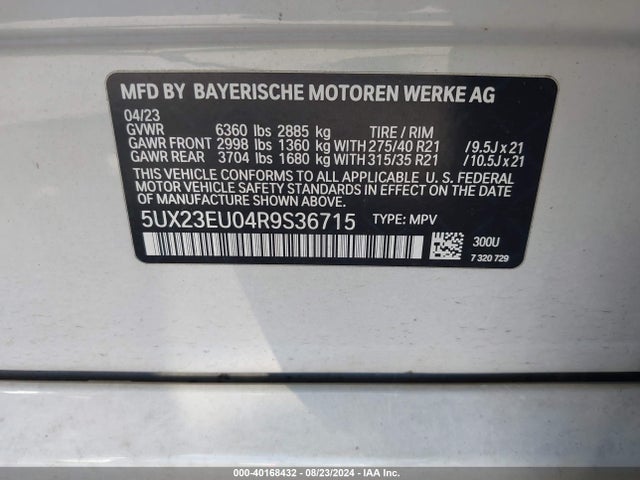 MFD BY BAYERISCHE MOTOREN WERKE AG
04/23
GVWR 6360 lbs 2885 kg TIRE / RIM
GAWR FRONT 2998 lbs 1360 kg WITH 275/40 R21 /9.5J x 21
GAWR REAR 3704 lbs 1680 kg WITH 315/35 R21 /10.5J x 21
THIS VEHICLE CONFORMS TO ALL APPLICABLE U. S. FEDERAL
MOTOR VEHICLE SAFETY STANDARDS IN EFFECT ON THE
DATE OF MANUFACTURE SHOWN ABOVE.
5UX23EU04R9S36715 TYPE: MPV
300U
7 320 729
000-40168432 - 08/23/2024 - IAA Inc.